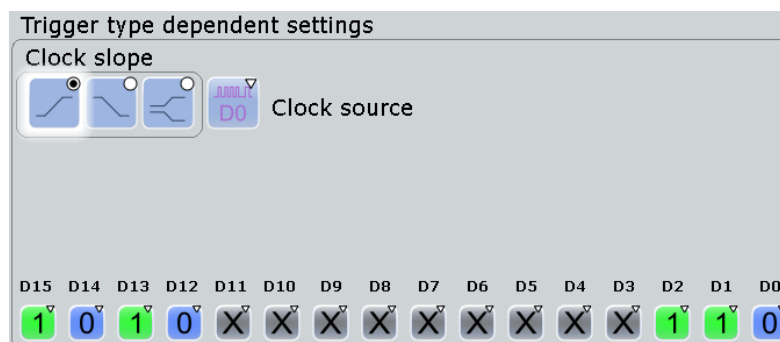 Trigger type dependent settings
Clock slope
D0 Clock source
D15 D14 D13 D12 D11 D10 D9 D8 D7 D6 D5 D4 D3 D2 D1 D0
1 0 1 0 X X X X X X X X X 1 1 0